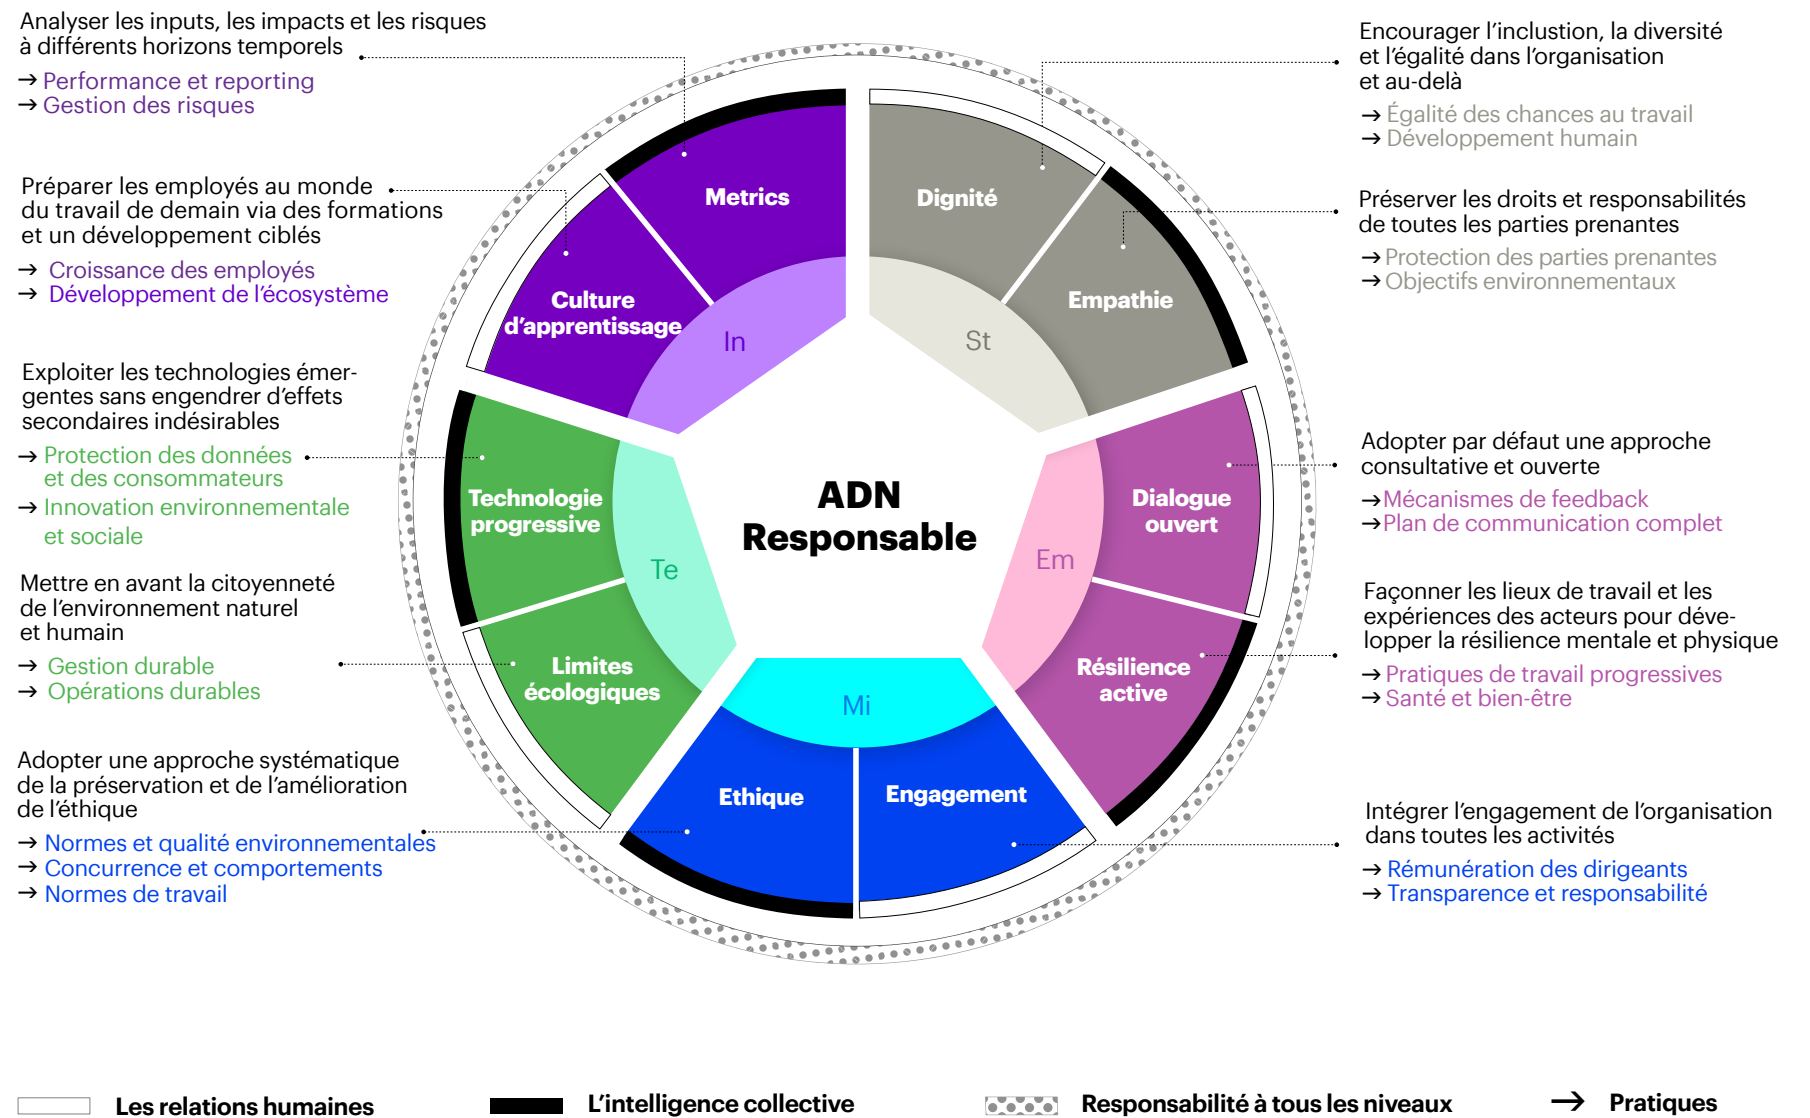 Analyser les inputs, les impacts et les risques
à différents horizons temporels
→ Performance et reporting
→ Gestion des risques
Préparer les employés au monde
du travail de demain via des formations
et un développement ciblés
→ Croissance des employés
→ Développement de l’écosystème
Exploiter les technologies émer-
gentes sans engendrer d’effets
secondaires indésirables
→ Protection des données
et des consommateurs
→ Innovation environnementale
et sociale
Mettre en avant la citoyenneté
de l’environnement naturel
et humain
→ Gestion durable
→ Opérations durables
Adopter une approche systématique
de la préservation et de l’amélioration
de l’éthique
→ Normes et qualité environnementales
→ Concurrence et comportements
→ Normes de travail
Metrics
Culture
d’apprentissage
In
Dignité
Empathie
St
Technologie
progressive
Limites
écologiques
Te
ADN
Responsable
Dialogue
ouvert
Résilience
active
Em
Mi
Ethique
Engagement
Encourager l’inclustion, la diversité
et l’égalité dans l’organisation
et au-delà
→ Égalité des chances au travail
→ Développement humain
Préserver les droits et responsabilités
de toutes les parties prenantes
→ Protection des parties prenantes
→ Objectifs environnementaux
Adopter par défaut une approche
consultative et ouverte
→ Mécanismes de feedback
→ Plan de communication complet
Façonner les lieux de travail et les
expériences des acteurs pour déve-
lopper la résilience mentale et physique
→ Pratiques de travail progressives
→ Santé et bien-être
Intégrer l’engagement de l’organisation
dans toutes les activités
→ Rémunération des dirigeants
→ Transparence et responsabilité
Les relations humaines
L’intelligence collective
Responsabilité à tous les niveaux
→ Pratiques